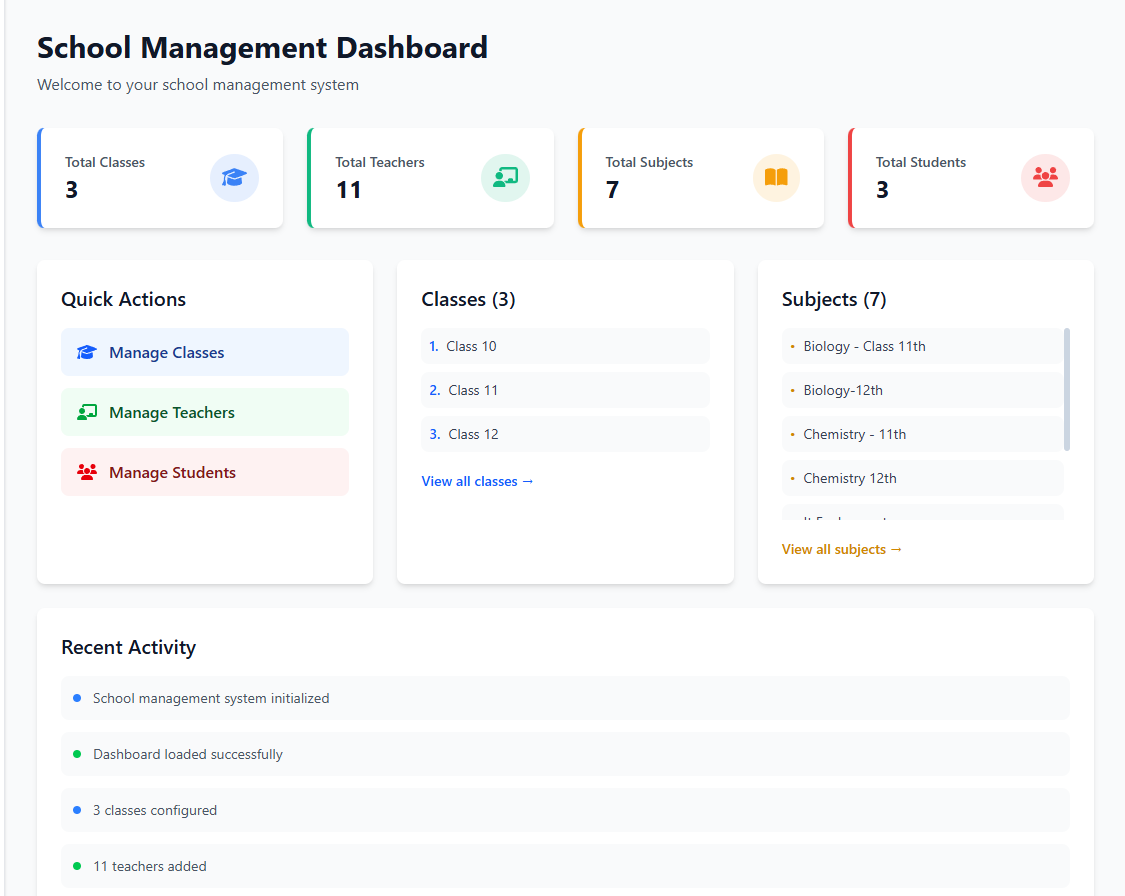 School Management Dashboard
Welcome to your school management system
Total Classes
3
Total Teachers
11
Total Subjects
7
Total Students
3
Quick Actions
Manage Classes
Manage Teachers
Manage Students
Classes (3)
1. Class 10
2. Class 11
3. Class 12
View all classes →
Subjects (7)
• Biology - Class 11th
• Biology-12th
• Chemistry - 11th
• Chemistry 12th
View all subjects →
Recent Activity
School management system initialized
Dashboard loaded successfully
3 classes configured
11 teachers added